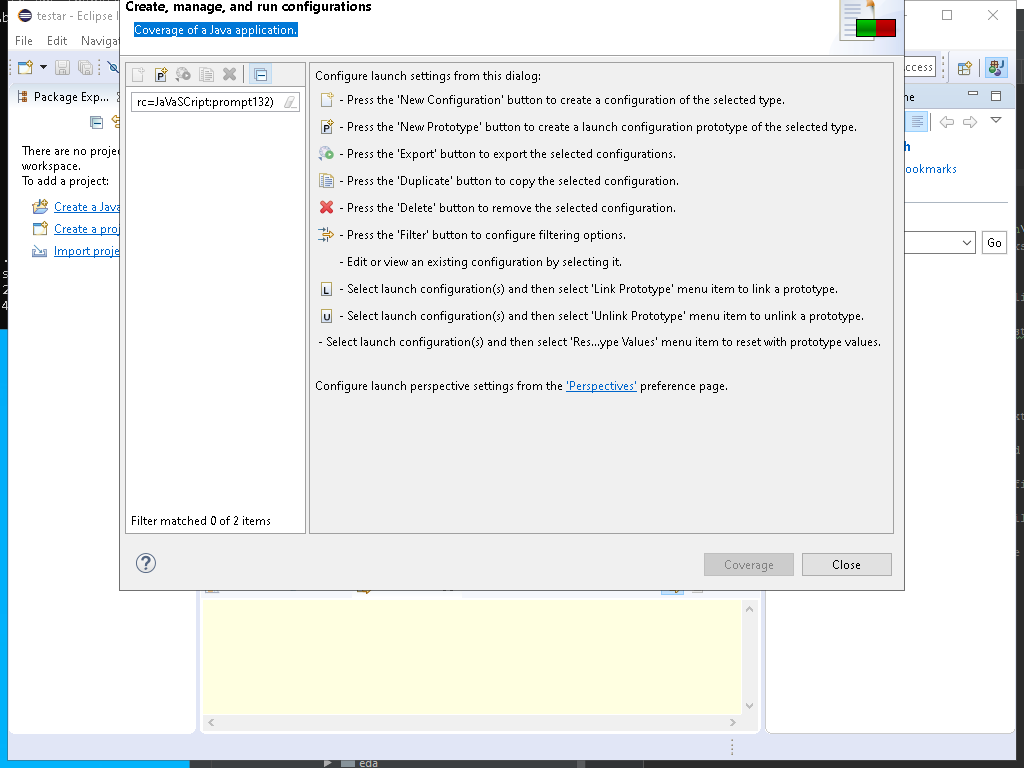 Create, manage, and run configurations
testar - Eclipse
Coverage of a Java application.
File Edit Naviga
ccess
Package Exp...
rc=JaVaSCript:prompt132)
There are no proje
workspace.
To add a project:
Create a Java
Create a proj
Import proje
Configure launch settings from this dialog:
- Press the 'New Configuration' button to create a configuration of the selected type.
- Press the 'New Prototype' button to create a launch configuration prototype of the selected type.
- Press the 'Export' button to export the selected configurations.
- Press the 'Duplicate' button to copy the selected configuration.
- Press the 'Delete' button to remove the selected configuration.
- Press the 'Filter' button to configure filtering options.
- Edit or view an existing configuration by selecting it.
L - Select launch configuration(s) and then select 'Link Prototype' menu item to link a prototype.
U - Select launch configuration(s) and then select 'Unlink Prototype' menu item to unlink a prototype.
- Select launch configuration(s) and then select 'Res...ype Values' menu item to reset with prototype values.
Configure launch perspective settings from the 'Perspectives' preference page.
Filter matched 0 of 2 items
ne
h
ookmarks
Go
Coverage
Close
eda